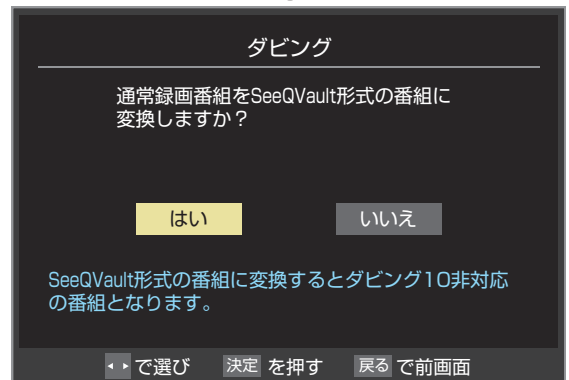 ダビング
通常録画番組をSeeQVault形式の番組に
変換しますか？
はい いいえ
SeeQVault形式の番組に変換するとダビング10非対応
の番組となります。
で選び 決定 を押す 戻る で前画面